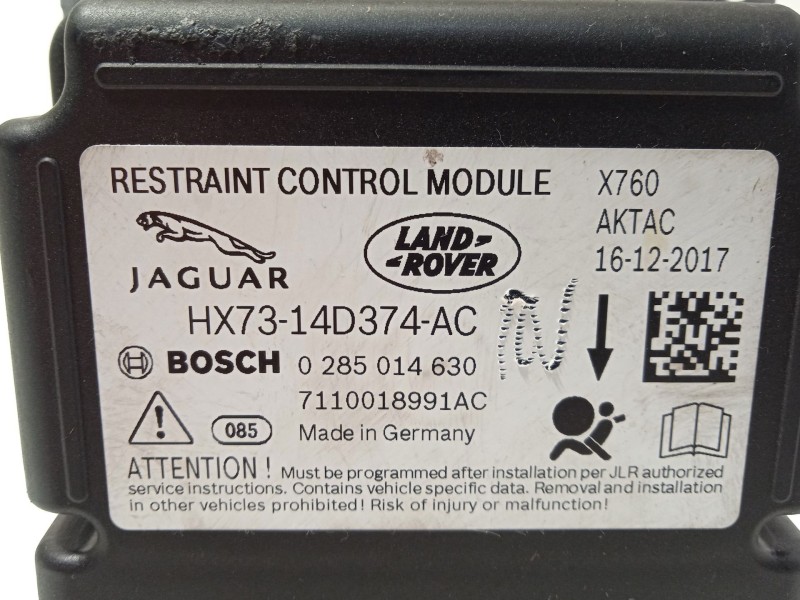 RESTRAINT CONTROL MODULE
X760
AKTAC
16-12-2017
JAGUAR
LAND-
-ROVER
HX73-14D374-AC
BOSCH 0 285 014 630
7110018991AC
085 Made in Germany
ATTENTION ! Must be programmed after installation per JLR authorized
service instructions. Contains vehicle specific data. Removal and installation
in other vehicles prohibited! Risk of injury or malfunction!